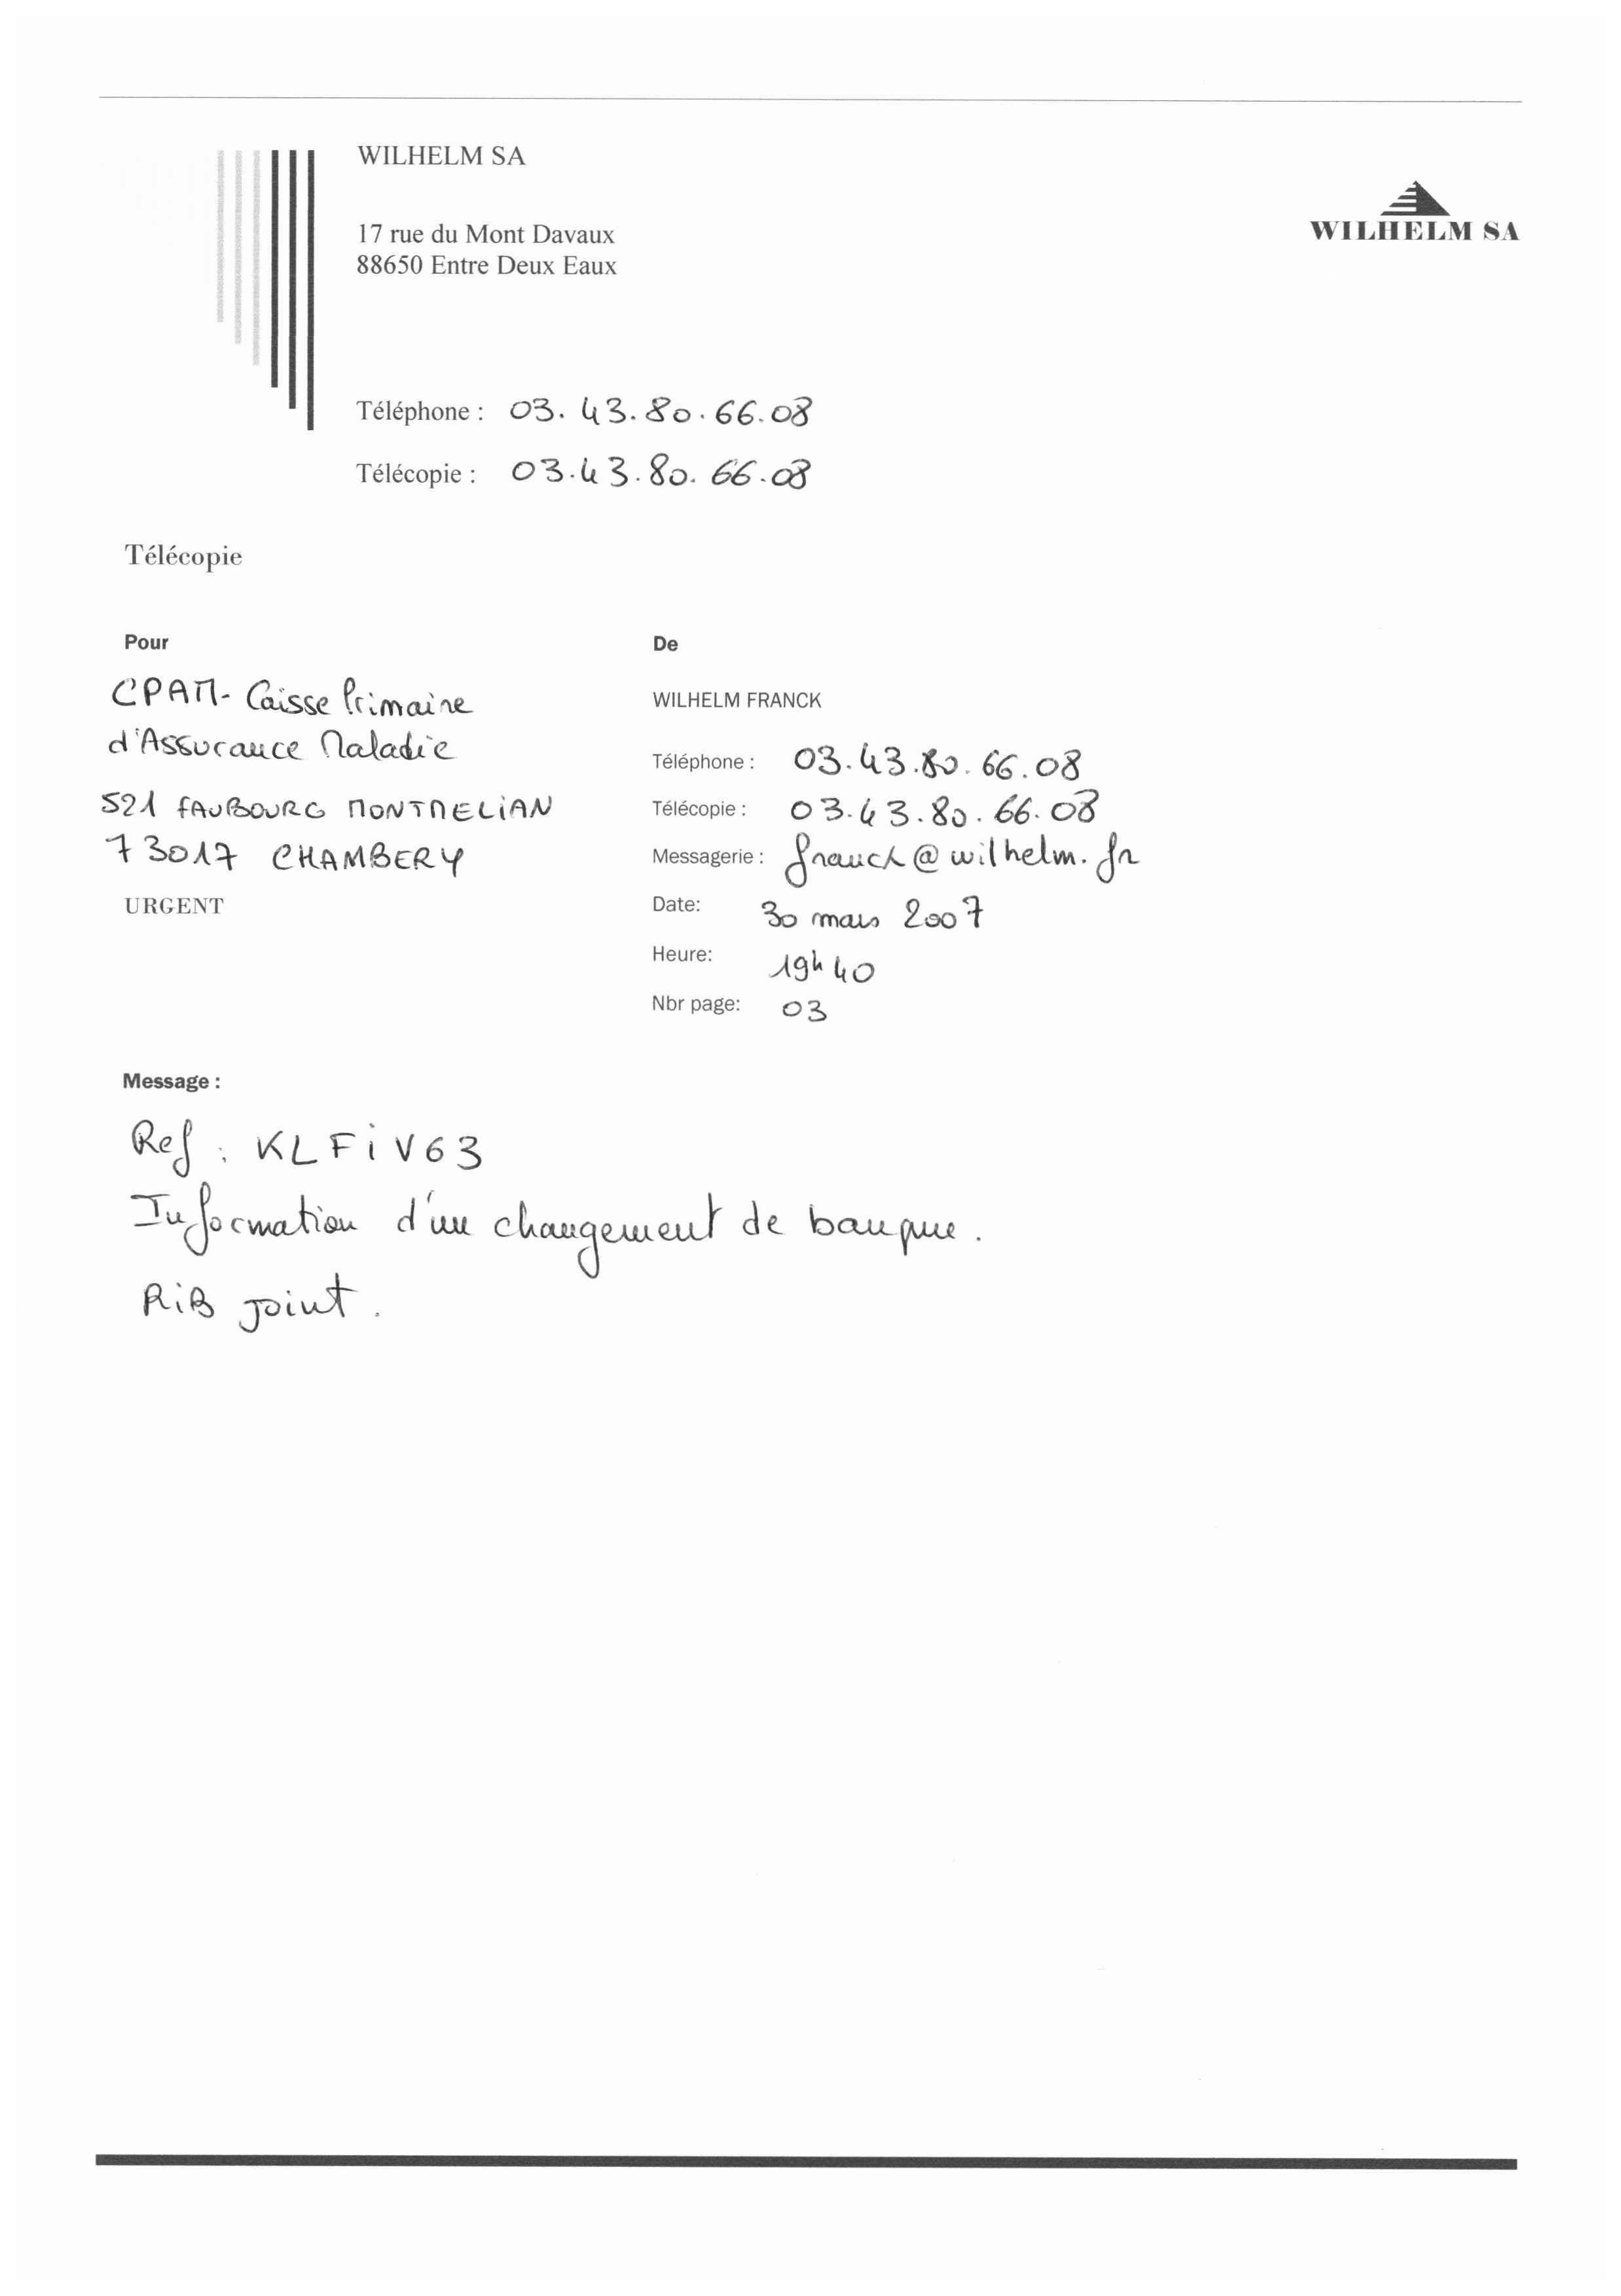 WILHELM SA
17 rue du Mont Davaux
88650 Entre Deux Eaux
WILHELM SA
Téléphone : 03.43.80.66.08
Télécopie : 03.43.80.66.08
Télécopie
Pour
CPAM - Caisse Primaire
d'Assurance Maladie
521 FAUBOURG MONTMELIAN
73017 CHAMBERY
URGENT
De
WILHELM FRANCK
Téléphone : 03.43.80.66.08
Télécopie : 03.43.80.66.08
Messagerie : franck@wilhelm.fr
Date: 30 mars 2007
Heure: 19h40
Nbr page: 03
Message :
Ref : KLFiV63
Information d'un changement de banque.
RiB joint.